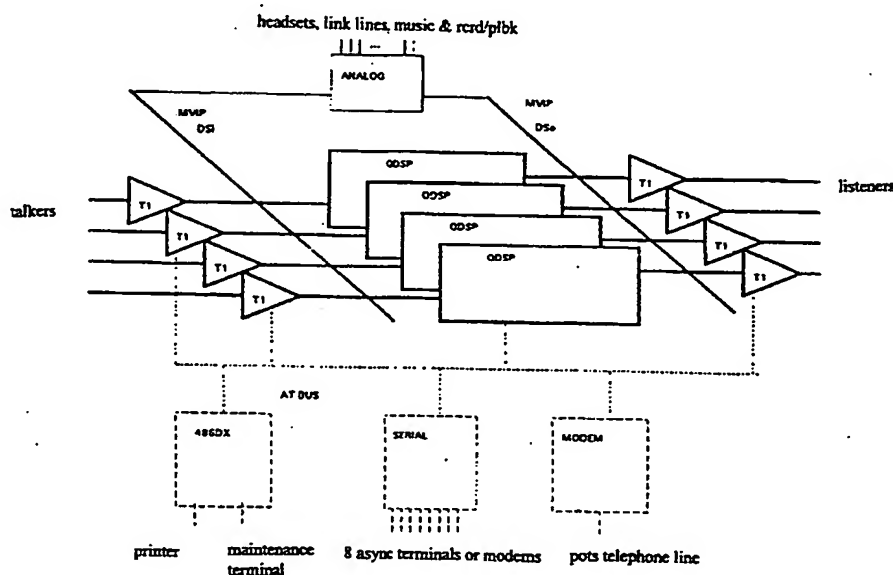 headsets, link lines, music & rcrd/plbk
ANALOG
MVIP
DSi
MVIP
DSo
QDSP
QDSP
QDSP
QDSP
talkers
T1
T1
T1
T1
T1
T1
T1
T1
listeners
AT BUS
486DX
SERIAL
MODEM
printer
maintenance
terminal
8 async terminals or modems
pots telephone line